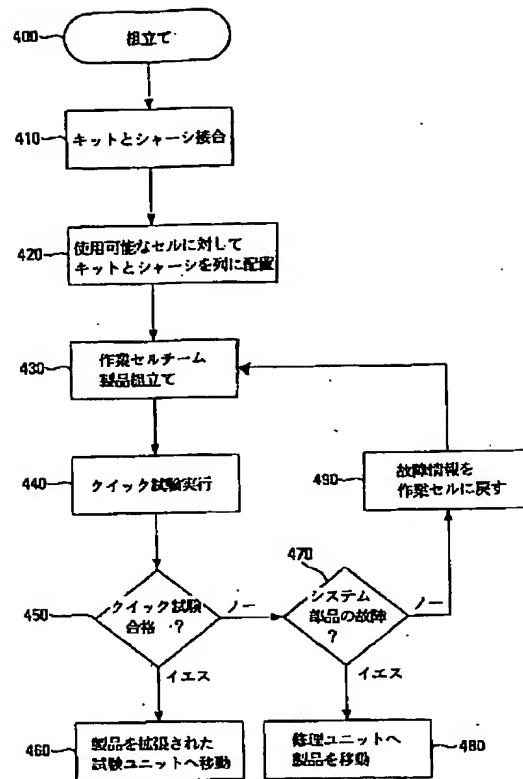 400
組立て
410
キットとシャーシ接合
420
使用可能なセルに対して
キットとシャーシを列に配置
430
作業セルチーム
製品組立て
440
クイック試験実行
490
故障情報を
作業セルに戻す
450
クイック試験
合格 ?
ノー
イエス
470
システム
部品の故障
?
ノー
イエス
460
製品を拡張された
試験ユニットへ移動
修理ユニットへ
製品を移動
480